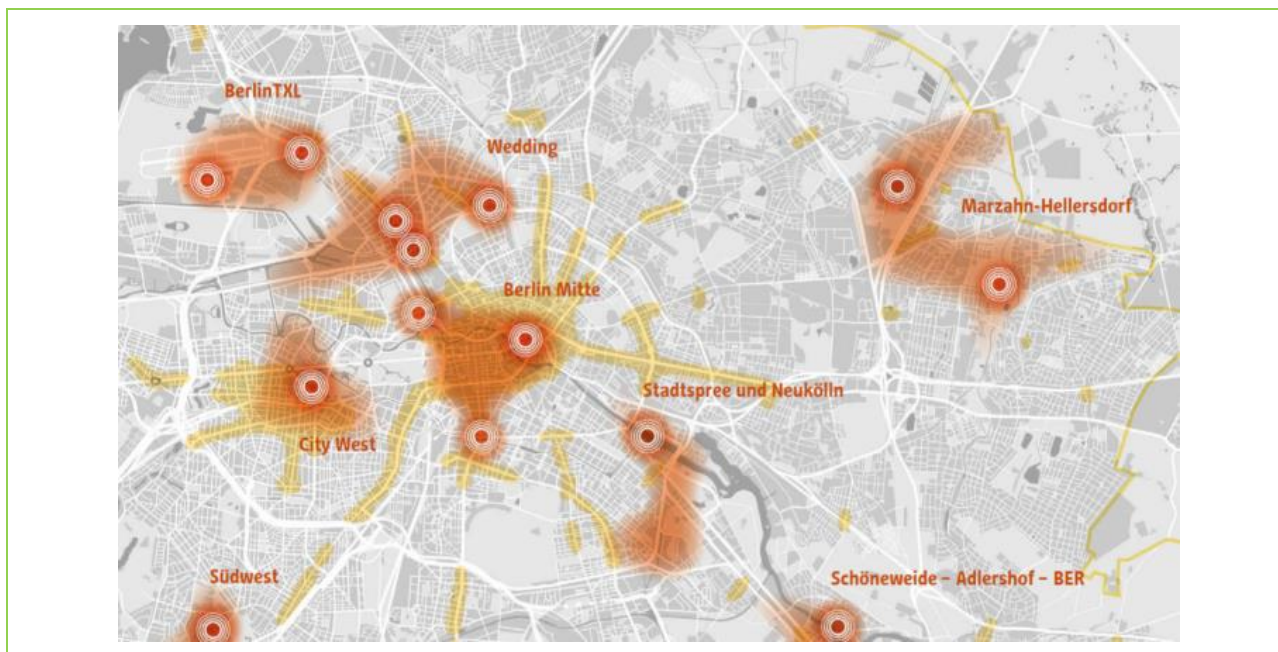 BerlinTXL
Wedding
Marzahn-Hellersdorf
Berlin Mitte
Stadtspree und Neukölln
City West
Südwest
Schöneweide – Adlershof – BER